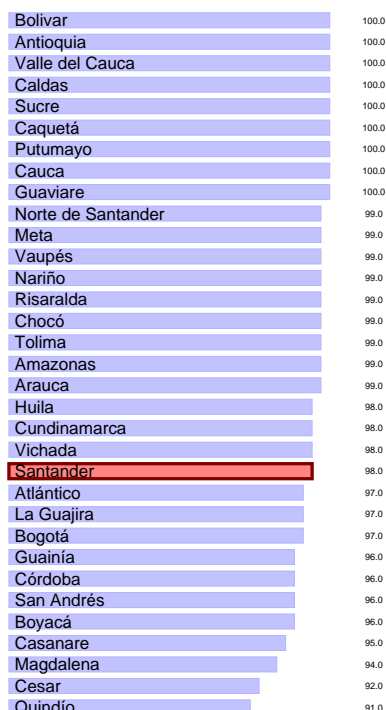 Bolivar 100.0
Antioquia 100.0
Valle del Cauca 100.0
Caldas 100.0
Sucre 100.0
Caquetá 100.0
Putumayo 100.0
Cauca 100.0
Guaviare 100.0
Norte de Santander 99.0
Meta 99.0
Vaupés 99.0
Nariño 99.0
Risaralda 99.0
Chocó 99.0
Tolima 99.0
Amazonas 99.0
Arauca 99.0
Huila 98.0
Cundinamarca 98.0
Vichada 98.0
Santander 98.0
Atlántico 97.0
La Guajira 97.0
Bogotá 97.0
Guainía 96.0
Córdoba 96.0
San Andrés 96.0
Boyacá 96.0
Casanare 95.0
Magdalena 94.0
Cesar 92.0
Quindío 91.0